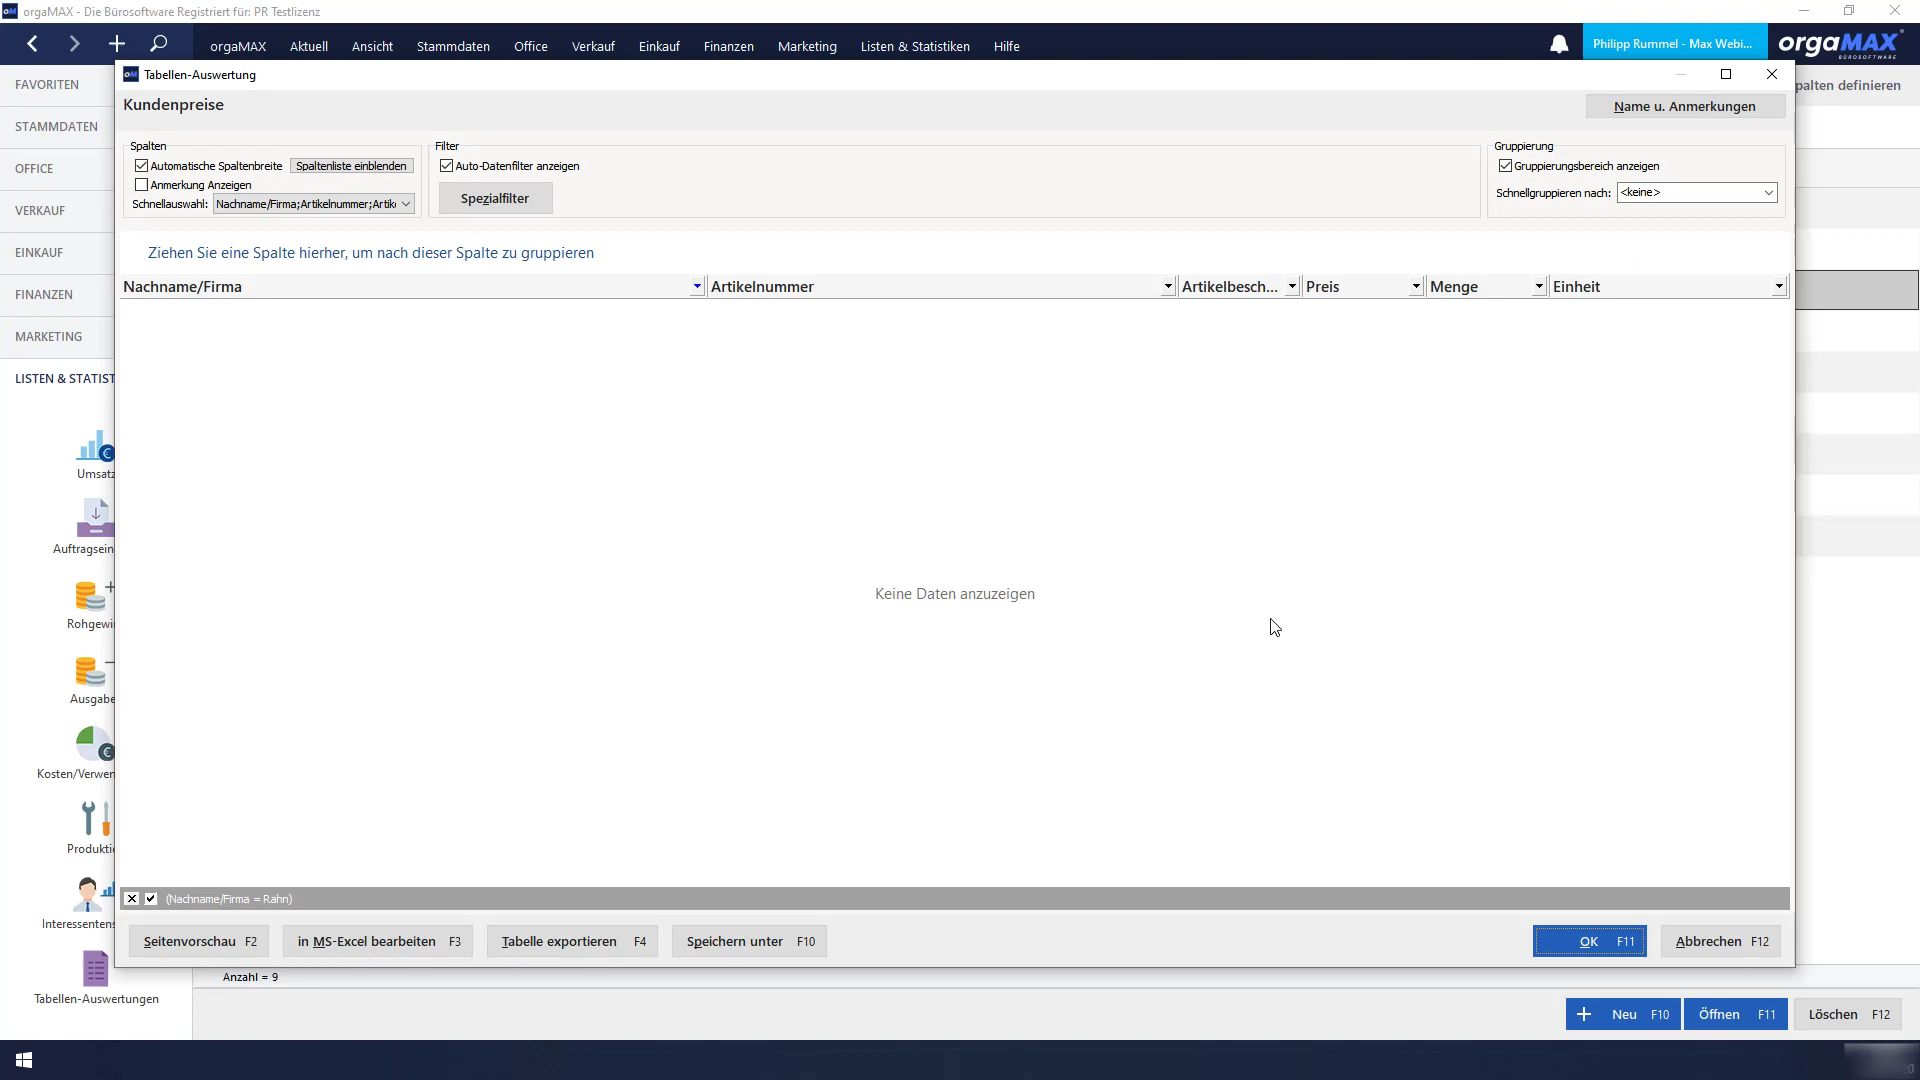 orgaMAX - Die Bürosoftware Registriert für: PR Testlizenz
orgaMAX
Aktuell
Ansicht
Stammdaten
Office
Verkauf
Einkauf
Finanzen
Marketing
Listen & Statistiken
Hilfe
Philipp Rummel - Max Webi...
orgaMAX
BÜROSOFTWARE
FAVORITEN
STAMMDATEN
OFFICE
VERKAUF
EINKAUF
FINANZEN
MARKETING
LISTEN & STATIST
Umsatz
Auftragsein
Rohgewi
Ausgabe
Kosten/Verwen
Produkti
Interessentens
Tabellen-Auswertungen
palten definieren
Tabellen-Auswertung
Kundenpreise
Name u. Anmerkungen
Spalten
Automatische Spaltenbreite
Spaltenliste einblenden
Anmerkung Anzeigen
Schnellauswahl:
Nachname/Firma;Artikelnummer;Artik
Filter
Auto-Datenfilter anzeigen
Spezialfilter
Gruppierung
Gruppierungsbereich anzeigen
Schnellgruppieren nach:
<keine>
Ziehen Sie eine Spalte hierher, um nach dieser Spalte zu gruppieren
Nachname/Firma
Artikelnummer
Artikelbesch...
Preis
Menge
Einheit
Keine Daten anzuzeigen
(Nachname/Firma = Rahn)
Seitenvorschau F2
in MS-Excel bearbeiten F3
Tabelle exportieren F4
Speichern unter F10
OK F11
Abbrechen F12
Anzahl = 9
Neu F10
Öffnen F11
Löschen F12